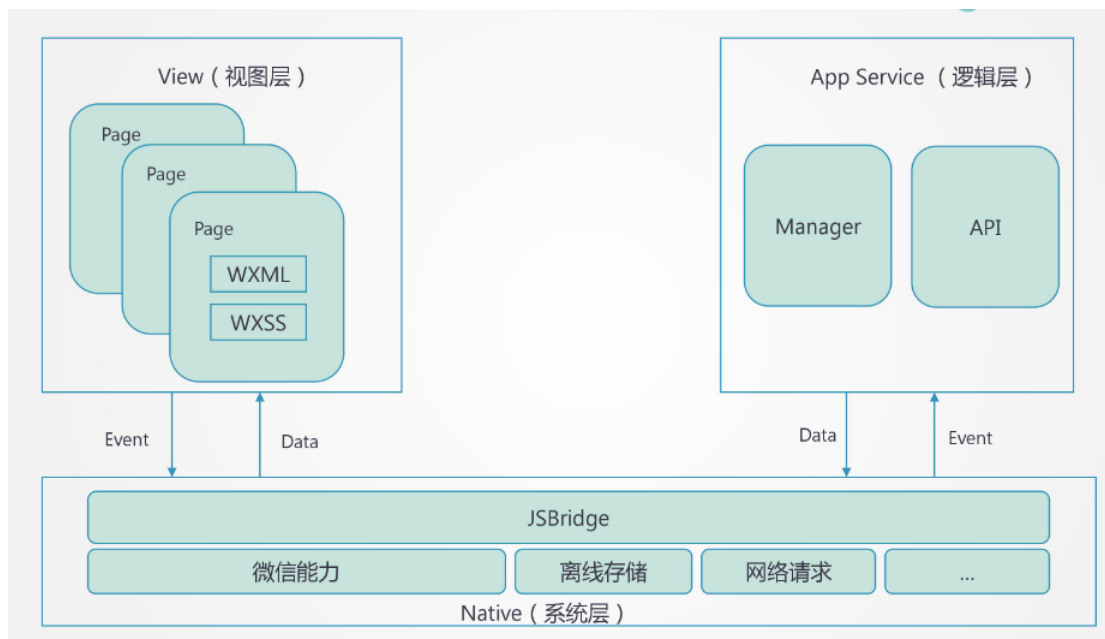 View（视图层）
Page
Page
Page
WXML
WXSS
App Service （逻辑层）
Manager
API
Event
Data
Data
Event
JSBridge
微信能力
离线存储
网络请求
...
Native（系统层）